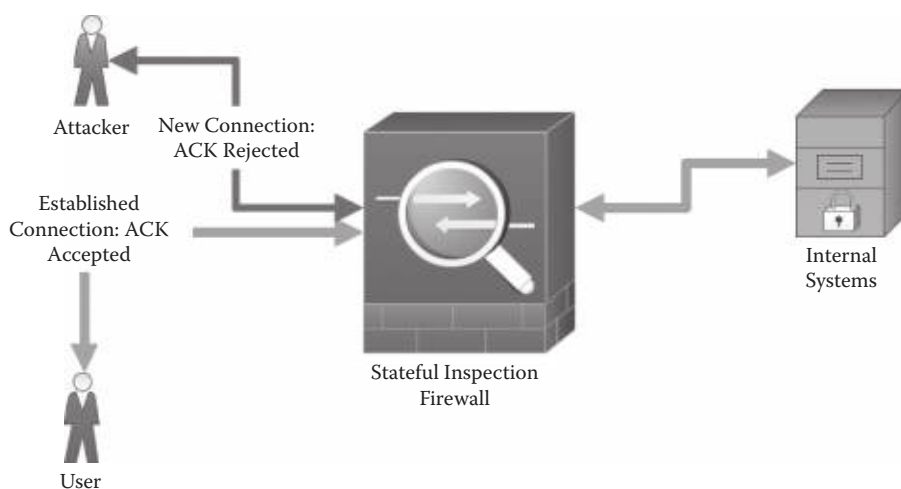 Attacker
New Connection:
ACK Rejected
Established
Connection: ACK
Accepted
Internal
Systems
Stateful Inspection
Firewall
User